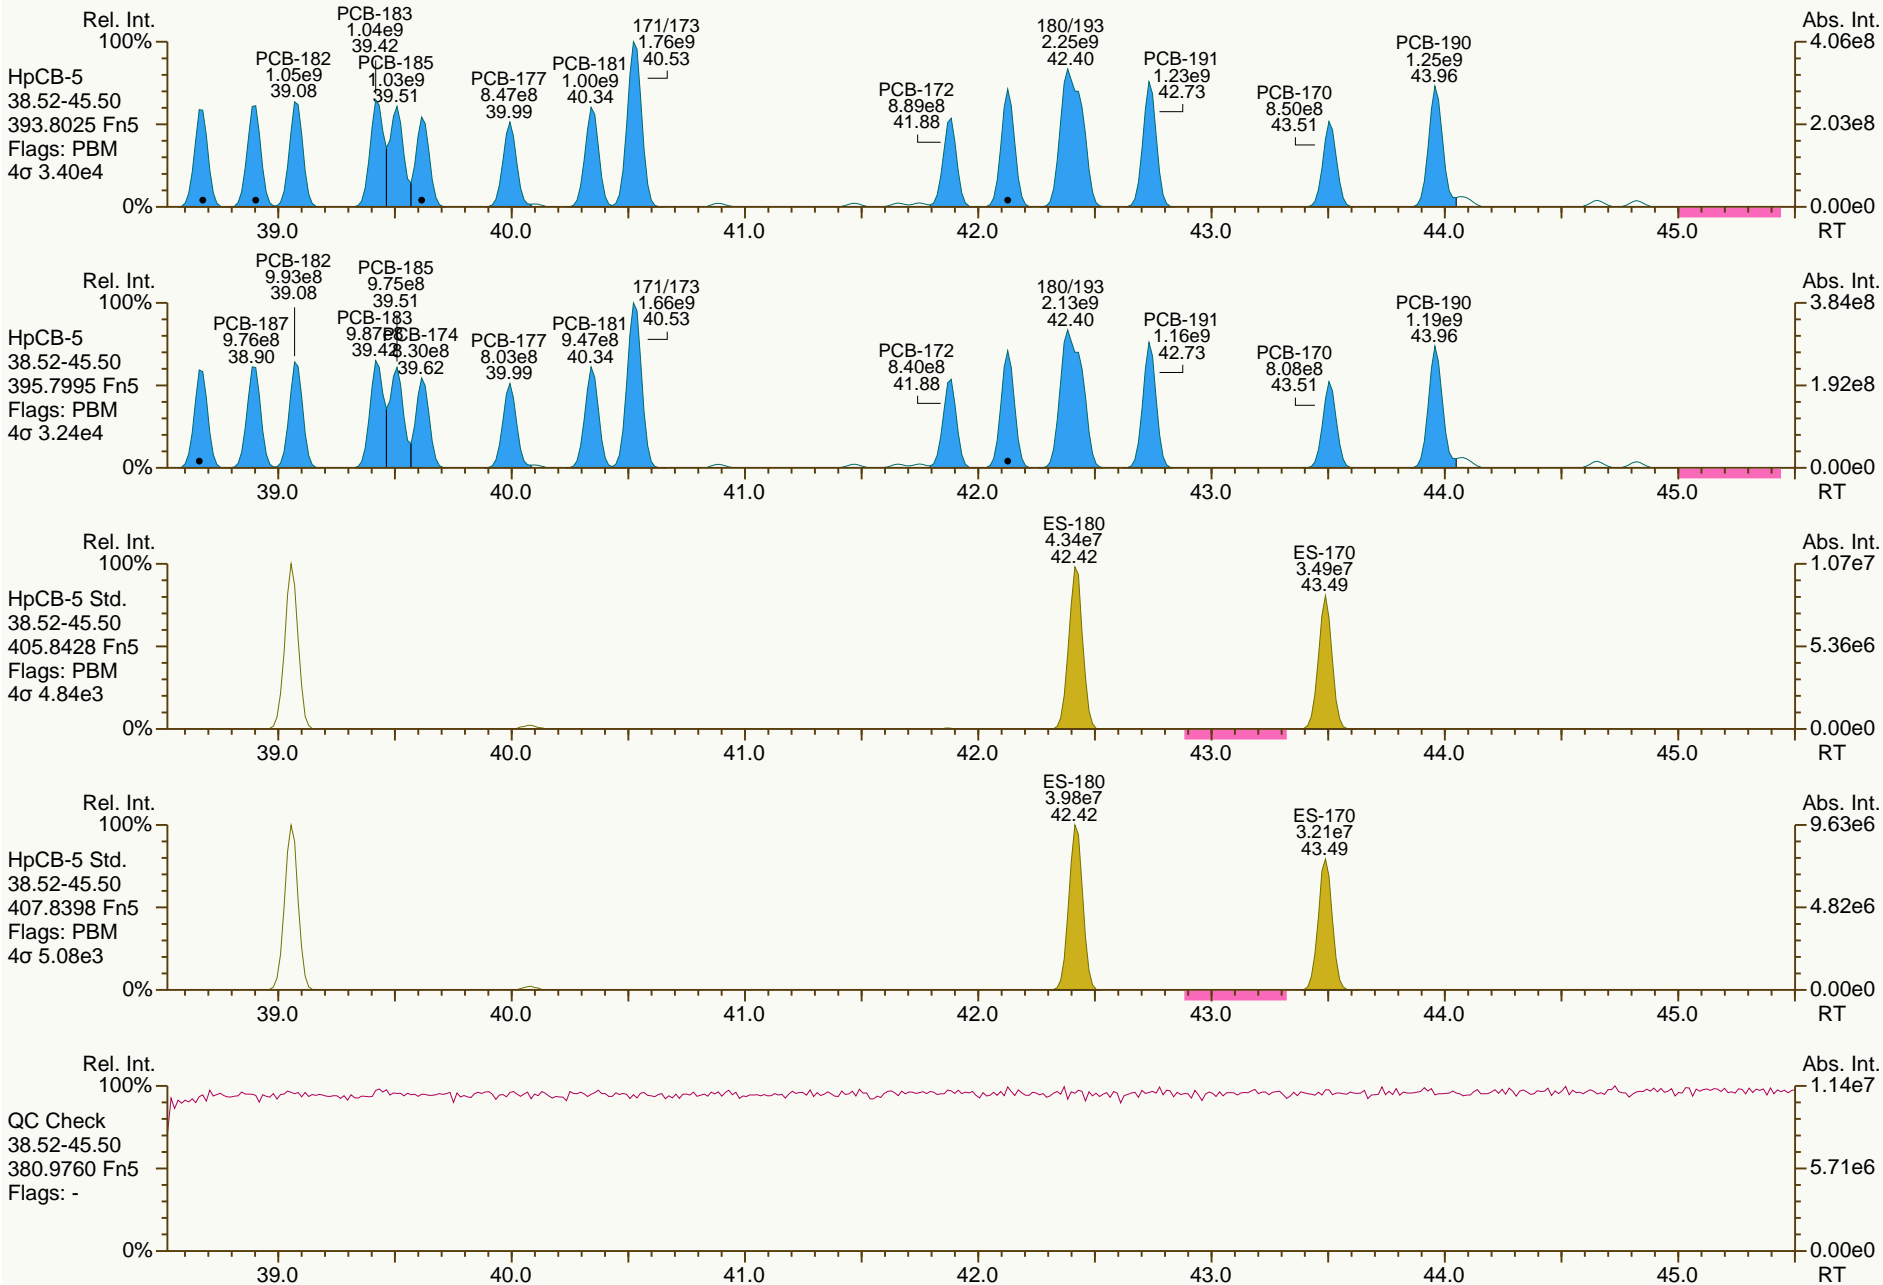 Rel. Int.
Abs. Int.
HpCB-5
38.52-45.50
393.8025 Fn5
Flags: PBM
4σ 3.40e4
100%
50%
0%
PCB-182
1.05e9
39.08
PCB-183
1.04e9
39.42
PCB-185
1.03e9
39.51
PCB-177
8.47e8
39.99
PCB-181
1.00e9
40.34
171/173
1.76e9
40.53
PCB-172
8.89e8
41.88
180/193
2.25e9
42.40
PCB-191
1.23e9
42.73
PCB-170
8.50e8
43.51
PCB-190
1.25e9
43.96
4.06e8
2.03e8
0.00e0
39.0 40.0 41.0 42.0 43.0 44.0 45.0 RT
Rel. Int.
Abs. Int.
HpCB-5
38.52-45.50
395.7995 Fn5
Flags: PBM
4σ 3.24e4
100%
50%
0%
PCB-187
9.76e8
38.90
PCB-182
9.93e8
39.08
PCB-183
9.87e8
39.42
PCB-185
9.75e8
39.51
PCB-174
8.30e8
39.62
PCB-177
8.03e8
39.99
PCB-181
9.47e8
40.34
171/173
1.66e9
40.53
PCB-172
8.40e8
41.88
180/193
2.13e9
42.40
PCB-191
1.16e9
42.73
PCB-170
8.08e8
43.51
PCB-190
1.19e9
43.96
3.84e8
1.92e8
0.00e0
39.0 40.0 41.0 42.0 43.0 44.0 45.0 RT
Rel. Int.
Abs. Int.
HpCB-5 Std.
38.52-45.50
405.8428 Fn5
Flags: PBM
4σ 4.84e3
100%
50%
0%
ES-180
4.34e7
42.42
ES-170
3.49e7
43.49
1.07e7
5.36e6
0.00e0
39.0 40.0 41.0 42.0 43.0 44.0 45.0 RT
Rel. Int.
Abs. Int.
HpCB-5 Std.
38.52-45.50
407.8398 Fn5
Flags: PBM
4σ 5.08e3
100%
50%
0%
ES-180
3.98e7
42.42
ES-170
3.21e7
43.49
9.63e6
4.82e6
0.00e0
39.0 40.0 41.0 42.0 43.0 44.0 45.0 RT
Rel. Int.
Abs. Int.
QC Check
38.52-45.50
380.9760 Fn5
Flags: -
100%
50%
0%
1.14e7
5.71e6
0.00e0
39.0 40.0 41.0 42.0 43.0 44.0 45.0 RT